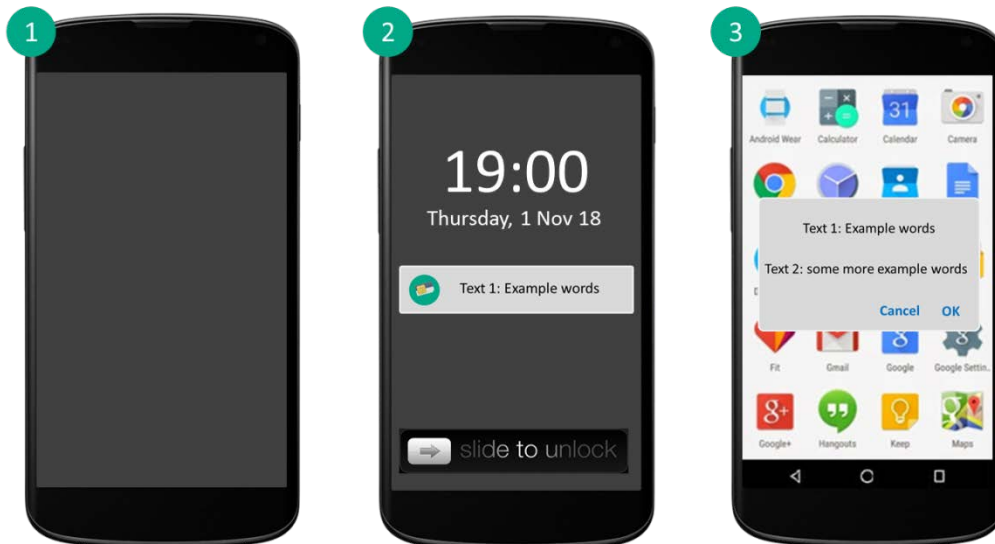 1
2
3
19:00
Thursday, 1 Nov 18
Text 1: Example words
slide to unlock
31
Android Wear Calculator Calendar Camera
Text 1: Example words
Text 2: some more example words
Cancel OK
Fit Gmail Google Google Settin..
Google+ Hangouts Keep Maps